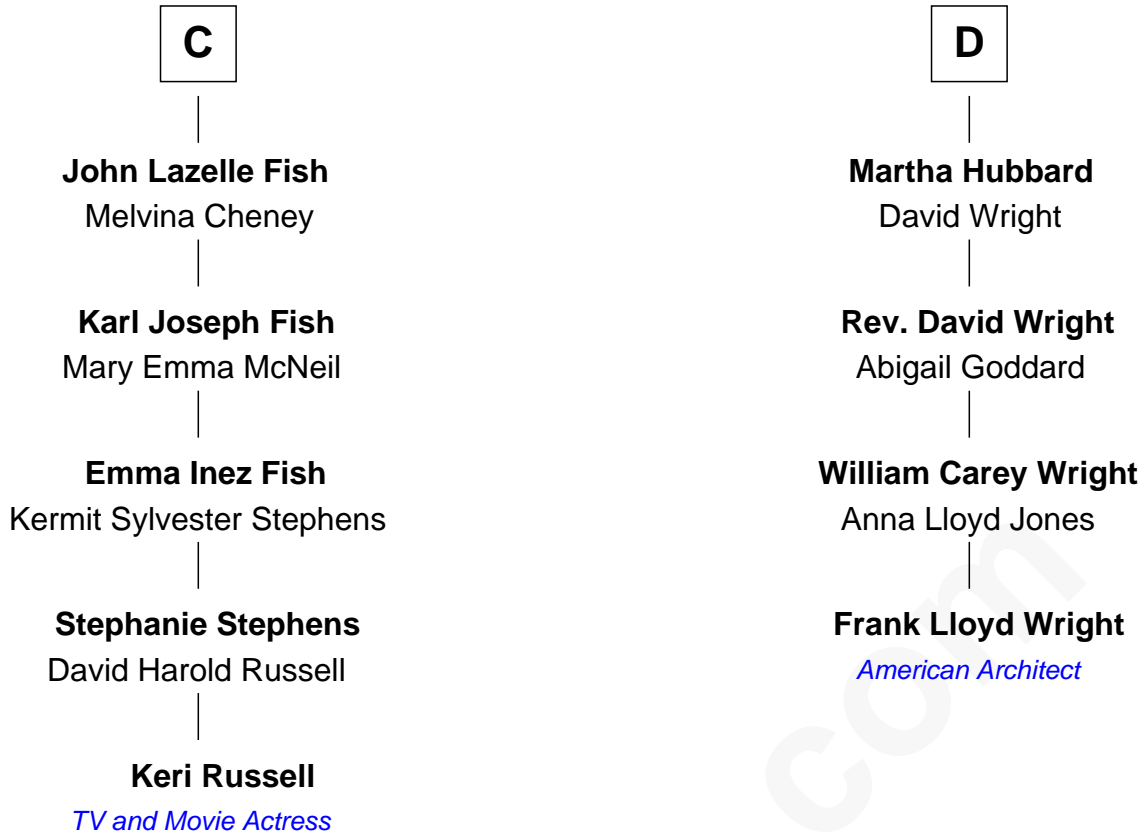 C
John Lazelle Fish
Melvina Cheney
Karl Joseph Fish
Mary Emma McNeil
Emma Inez Fish
Kermit Sylvester Stephens
Stephanie Stephens
David Harold Russell
Keri Russell
TV and Movie Actress
D
Martha Hubbard
David Wright
Rev. David Wright
Abigail Goddard
William Carey Wright
Anna Lloyd Jones
Frank Lloyd Wright
American Architect
com